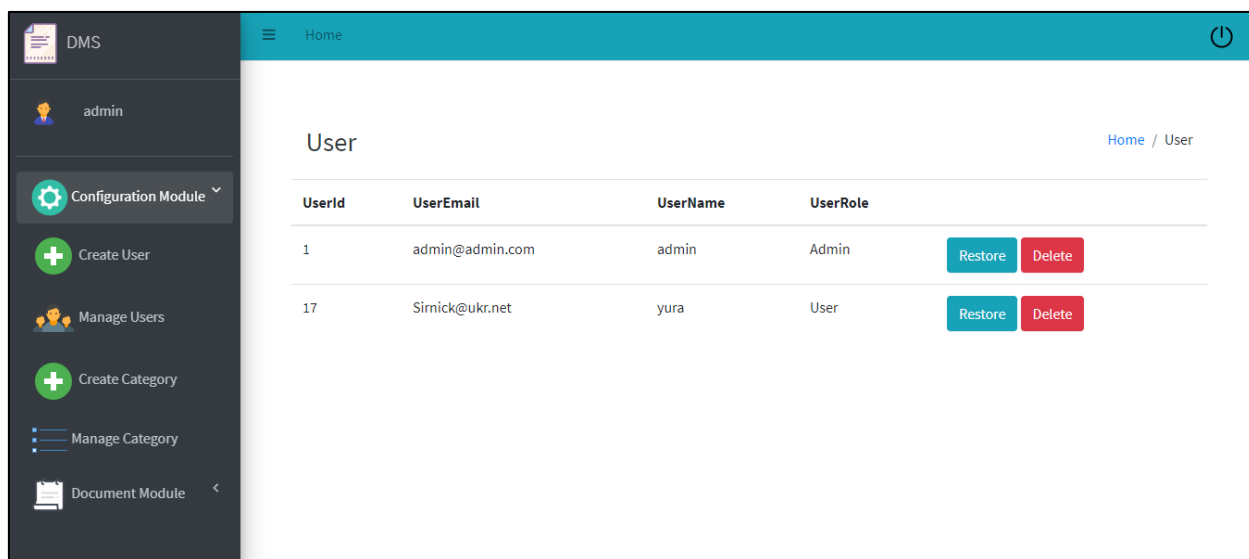 DMS
Home
admin
User
Home / User
Configuration Module
UserId UserEmail UserName UserRole
Create User
1 admin@admin.com admin Admin Restore Delete
Manage Users
17 Sirnick@ukr.net yura User Restore Delete
Create Category
Manage Category
Document Module